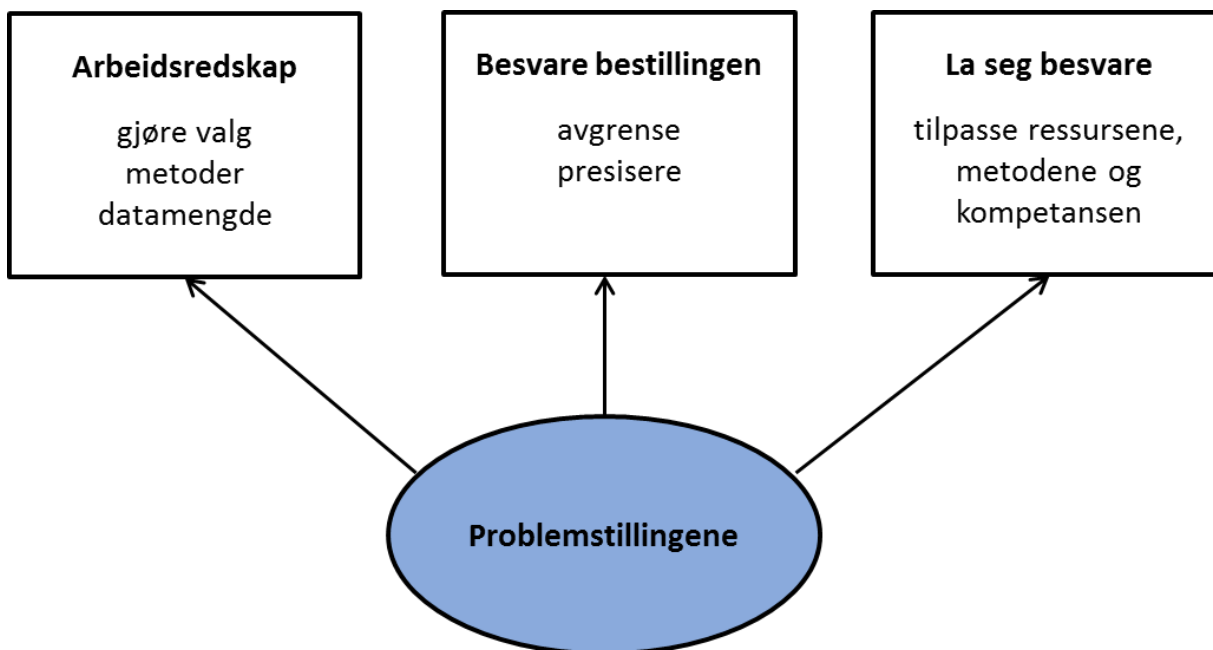 Arbeidsredskap
gjøre valg
metoder
datamengde
Besvare bestillingen
avgrense
presisere
La seg besvare
tilpasse ressursene,
metodene og
kompetansen
Problemstillingene